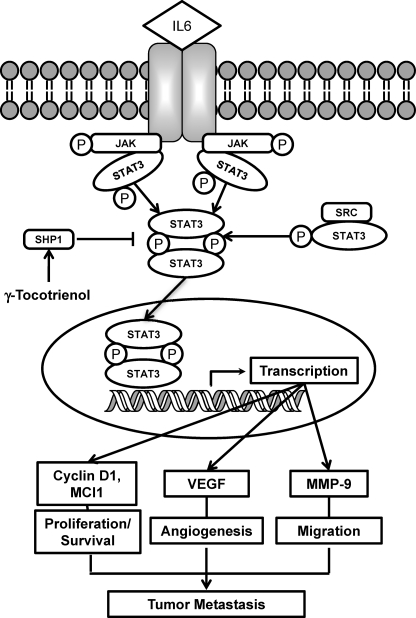 IL6
P JAK JAK P
STAT3 STAT3
P P
STAT3
P P
STAT3
SRC
P STAT3
SHP1
γ-Tocotrienol
STAT3
P P
STAT3
Transcription
Cyclin D1,
MCl1
VEGF
MMP-9
Proliferation/
Survival
Angiogenesis
Migration
Tumor Metastasis